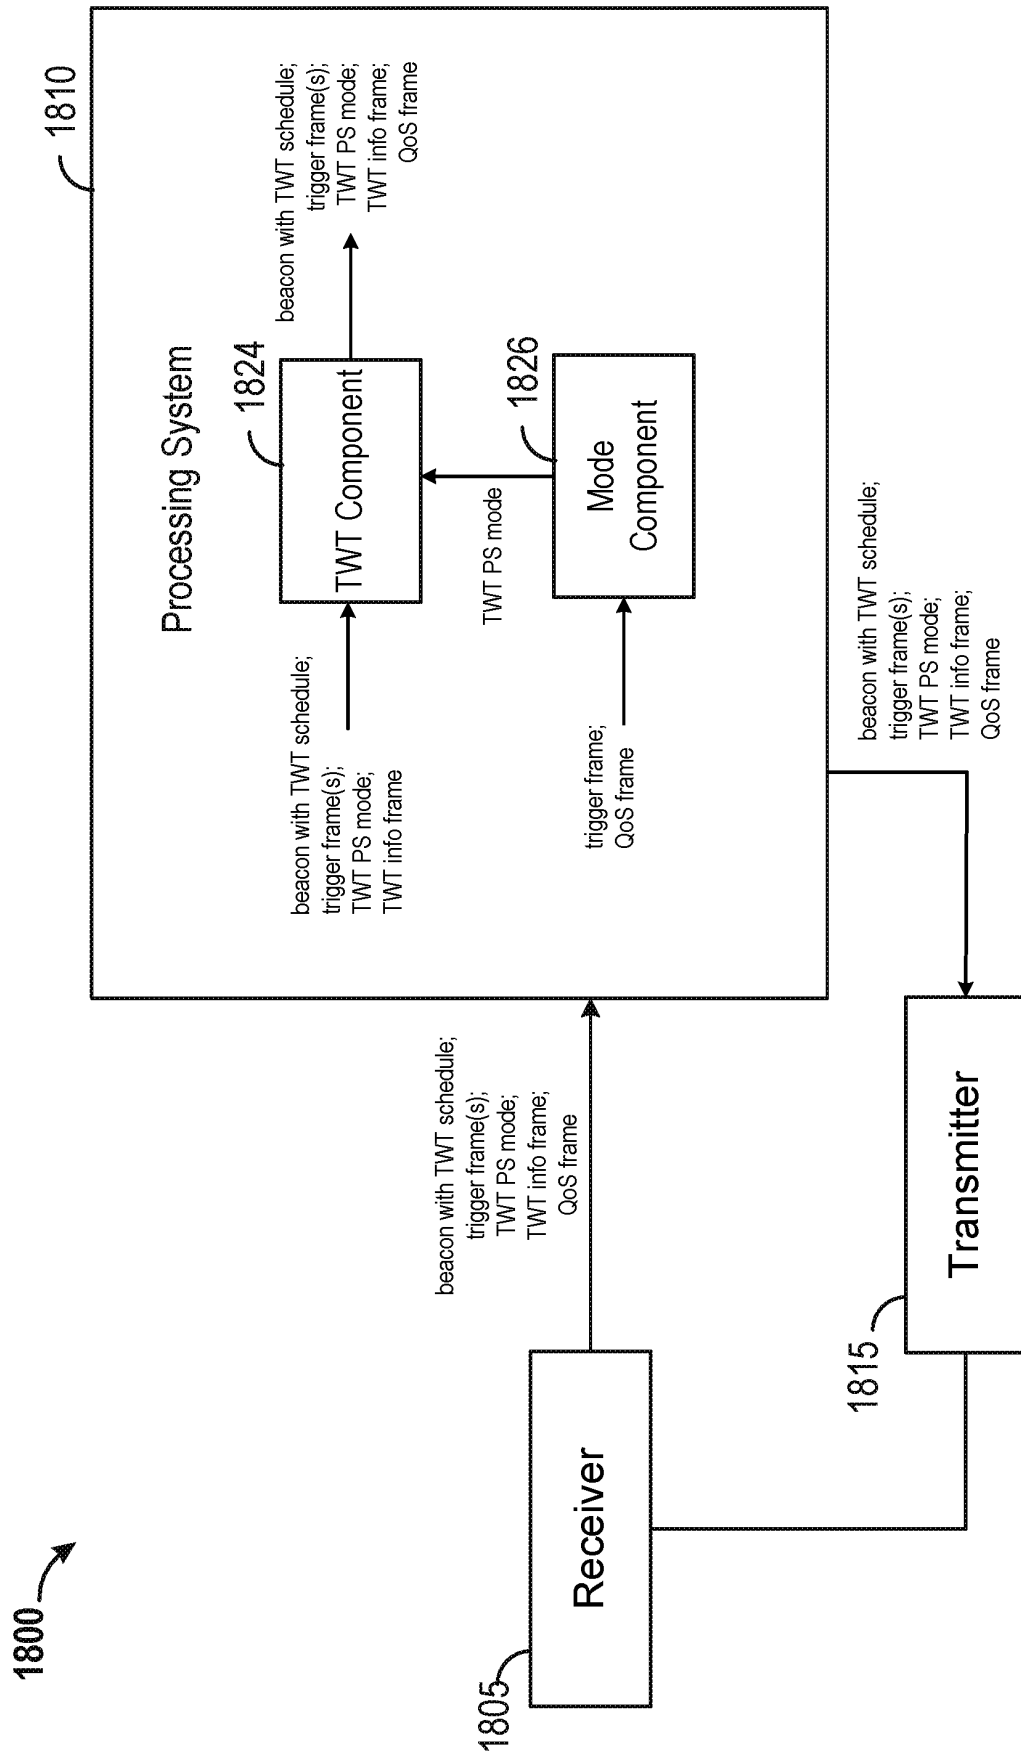 1800
1805
Receiver
beacon with TWT schedule;
trigger frame(s);
TWT PS mode;
TWT info frame;
QoS frame
1810
Processing System
beacon with TWT schedule;
trigger frame(s);
TWT PS mode;
TWT info frame
1824
TWT Component
beacon with TWT schedule;
trigger frame(s);
TWT PS mode;
TWT info frame;
QoS frame
TWT PS mode
trigger frame;
QoS frame
1826
Mode
Component
beacon with TWT schedule;
trigger frame(s);
TWT PS mode;
TWT info frame;
QoS frame
1815
Transmitter